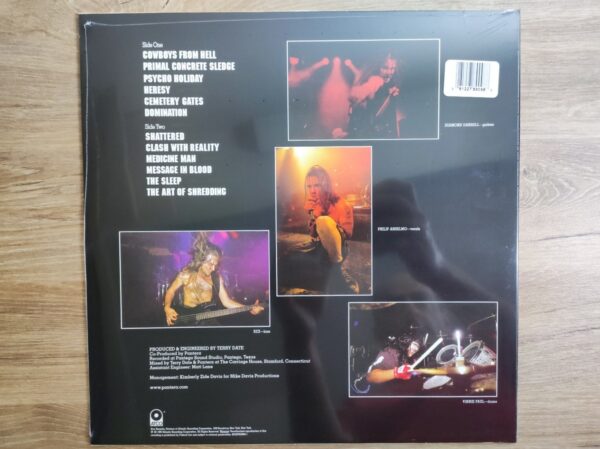 Side One
COWBOYS FROM HELL
PRIMAL CONCRETE SLEDGE
PSYCHO HOLIDAY
HERESY
CEMETERY GATES
DOMINATION
Side Two
SHATTERED
CLASH WITH REALITY
MEDICINE MAN
MESSAGE IN BLOOD
THE SLEEP
THE ART OF SHREDDING
DIAMOND DARRELL – guitars
PHILIP ANSELMO – vocals
REX – bass
VINNIE PAUL – drums
PRODUCED & ENGINEERED BY TERRY DATE
Co-Produced by Pantera
Recorded at Pantego Sound Studio, Pantego, Texas
Mixed by Terry Date & Pantera at The Carriage House, Stamford, Connecticut
Assistant Engineer: Matt Lane
Management: Kimberly Zide Davis for Mike Davis Productions
www.pantera.com
ATCO